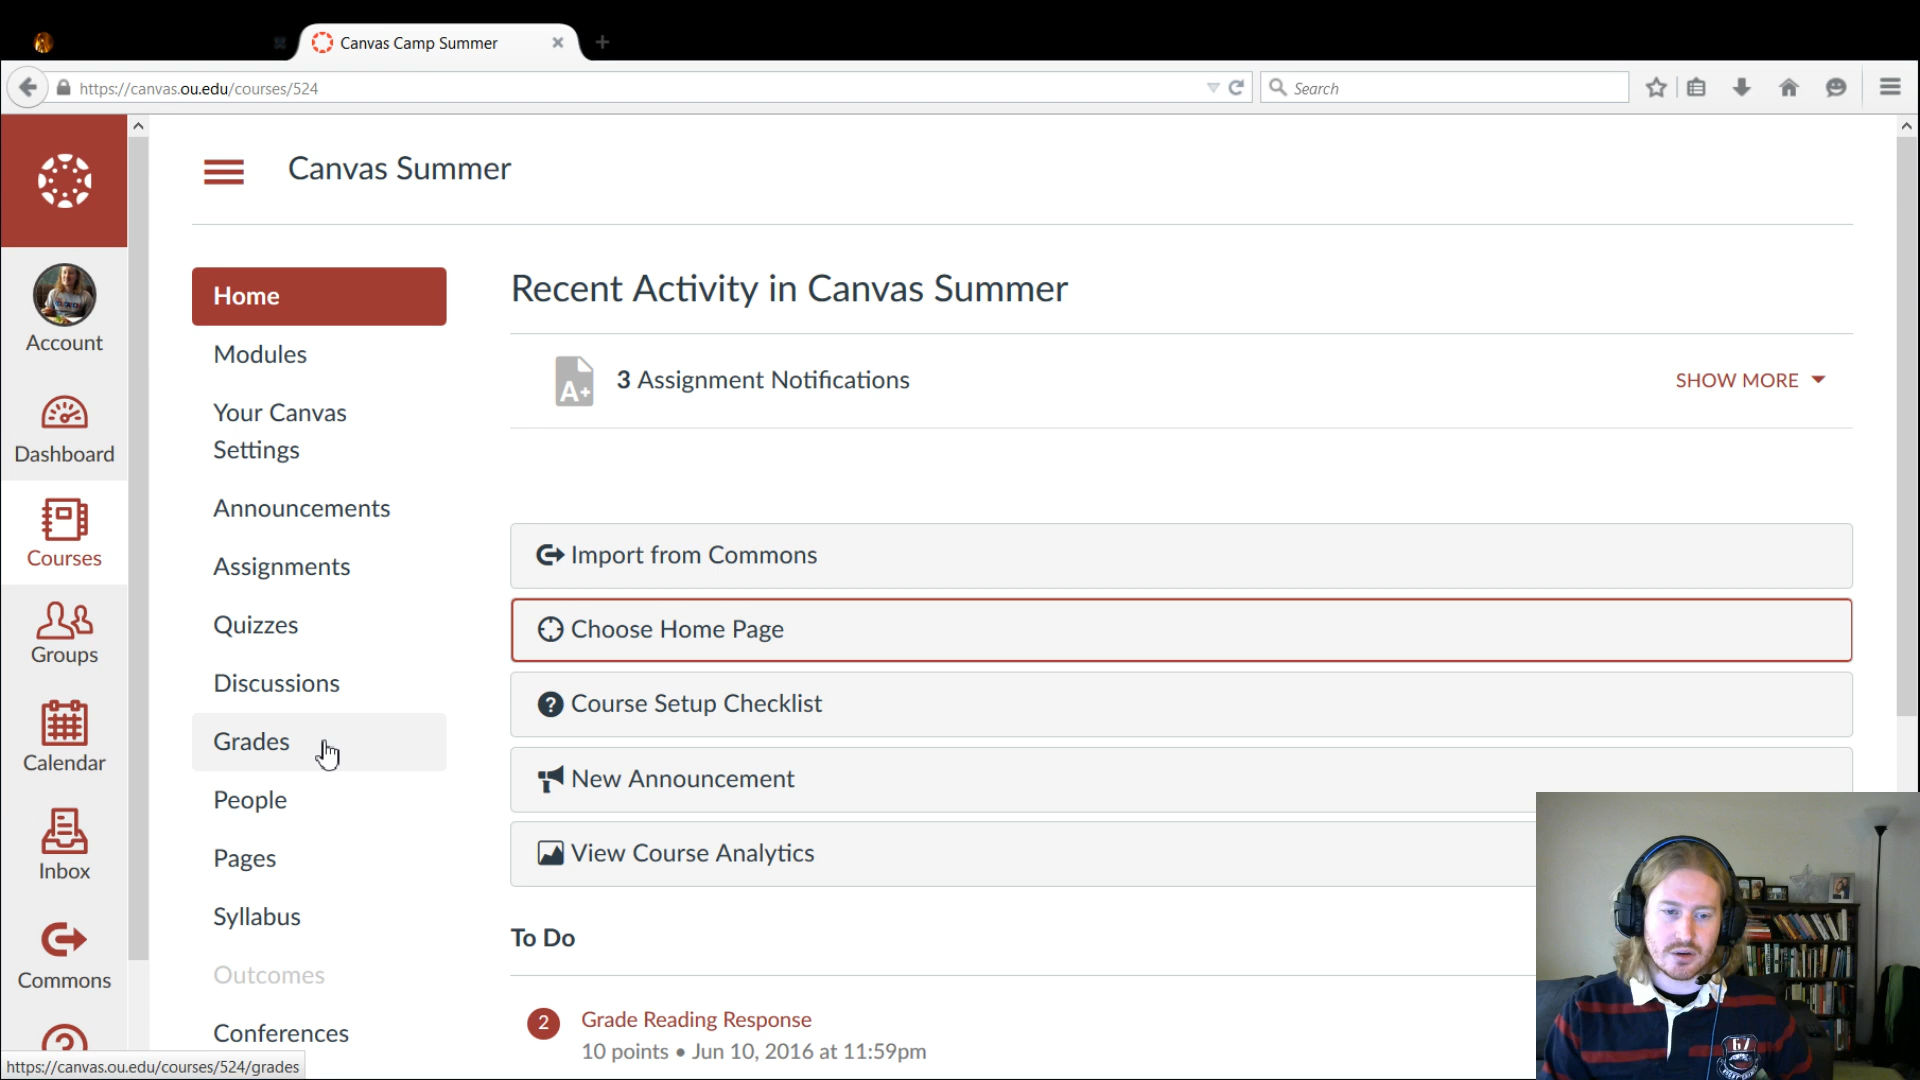 Canvas Camp Summer
https://canvas.ou.edu/courses/524
Search
Canvas Summer
Account
Dashboard
Courses
Groups
Calendar
Inbox
Commons
Home
Modules
Your Canvas
Settings
Announcements
Assignments
Quizzes
Discussions
Grades
People
Pages
Syllabus
Outcomes
Conferences
Recent Activity in Canvas Summer
A+
3 Assignment Notifications
SHOW MORE
Import from Commons
Choose Home Page
Course Setup Checklist
New Announcement
View Course Analytics
To Do
2
Grade Reading Response
10 points • Jun 10, 2016 at 11:59pm
https://canvas.ou.edu/courses/524/grades
67